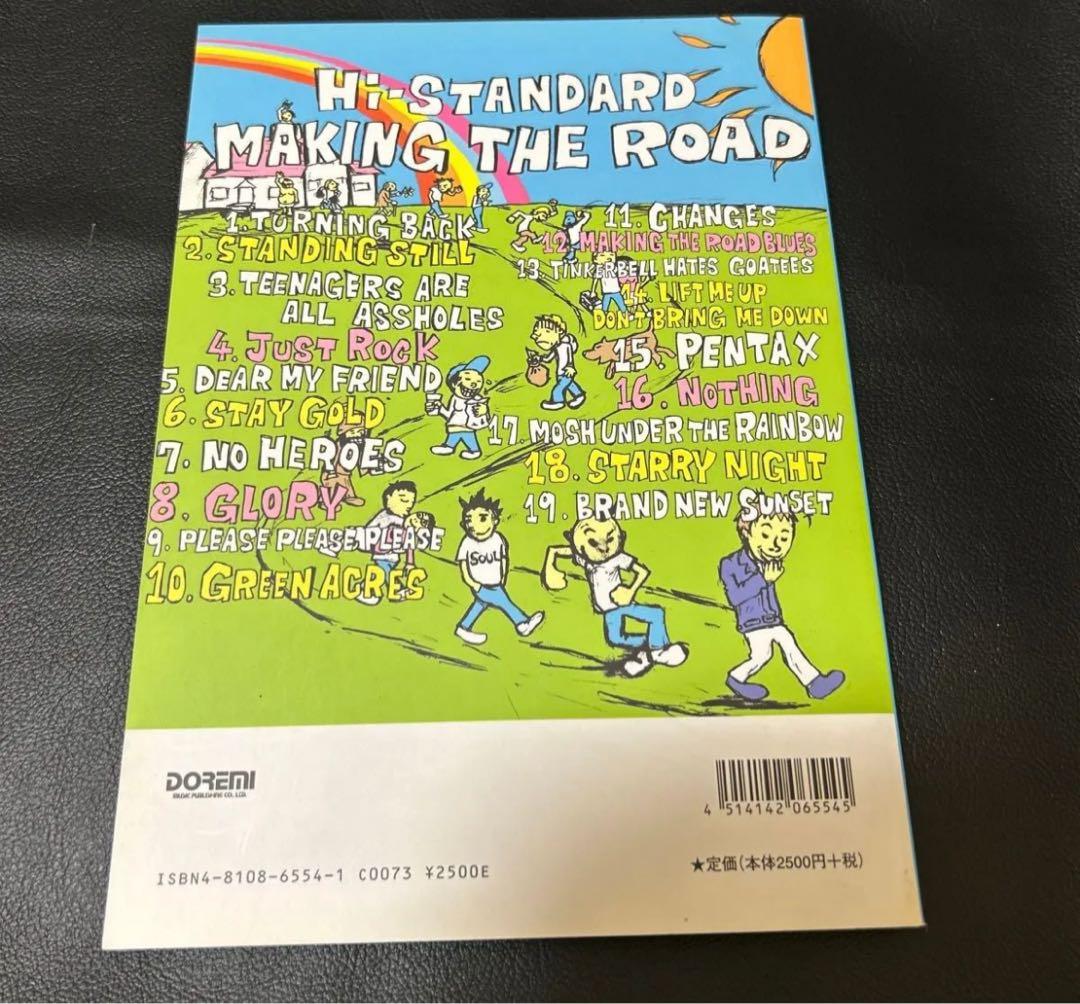 Hi-STANDARD
MAKING THE ROAD
1. TURNING BACK
2. STANDING STILL
3. TEENAGERS ARE
ALL ASSHOLES
4. JUST ROCK
5. DEAR MY FRIEND
6. STAY GOLD
7. NO HEROES
8. GLORY
9. PLEASE PLEASE PLEASE
10. GREEN ACRES
11. CHANGES
12. MAKING THE ROAD BLUES
13. TINKERBELL HATES GOATEES
14. LIFT ME UP
DON'T BRING ME DOWN
15. PENTAX
16. NOTHING
17. MOSH UNDER THE RAINBOW
18. STARRY NIGHT
19. BRAND NEW SUNSET
SOUL
DOREMI
MUSIC PUBLISHING CO., LTD.
4 514142 065545
ISBN4-8108-6554-1 C0073 ¥2500E
★定価(本体2500円+税)